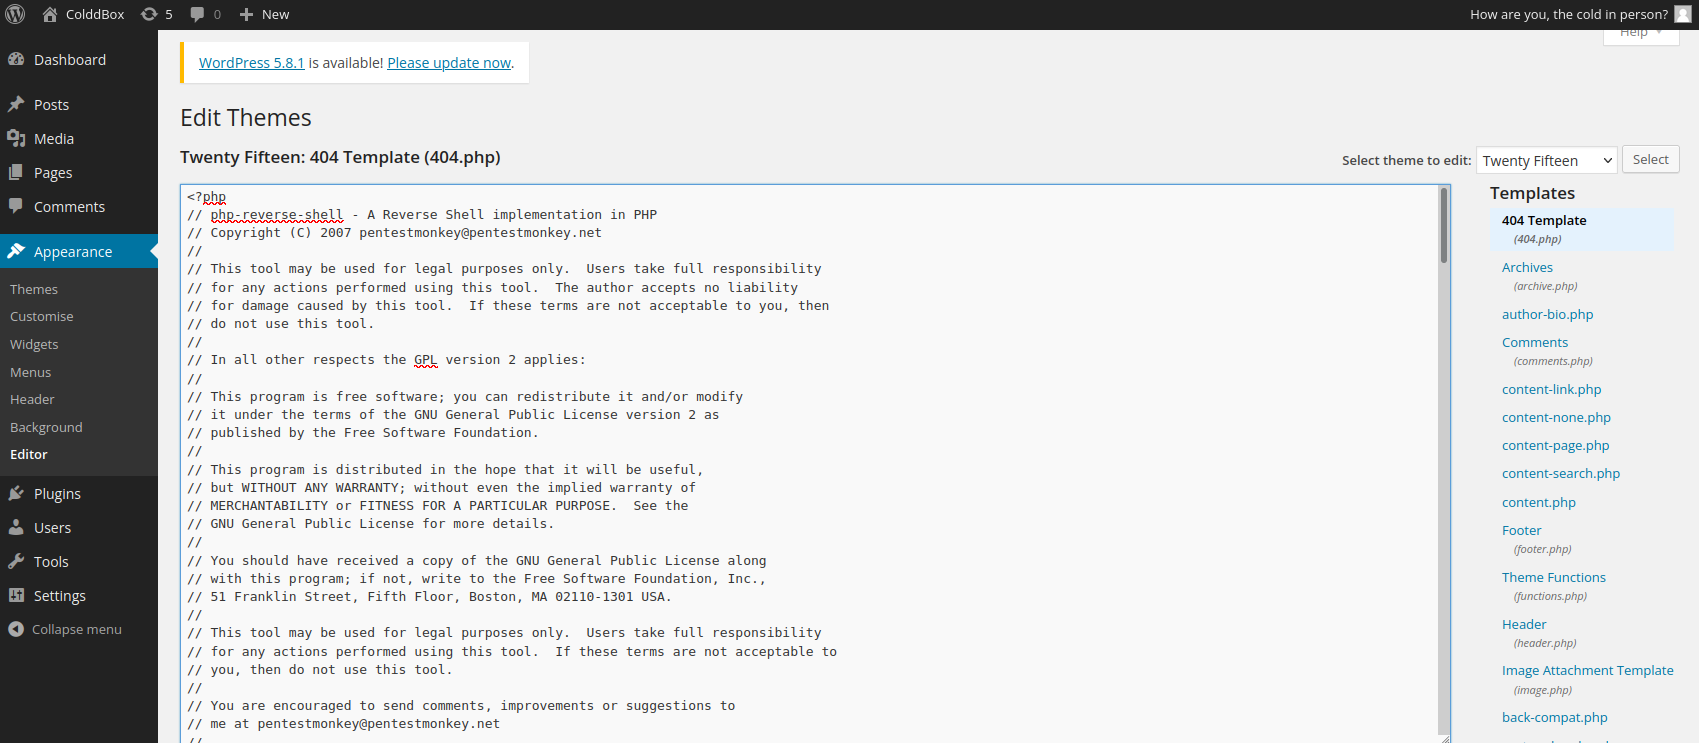 ColddBox 5 0 New How are you, the cold in person?
Help
Dashboard
Posts
Media
Pages
Comments
Appearance
Themes
Customise
Widgets
Menus
Header
Background
Editor
Plugins
Users
Tools
Settings
Collapse menu
WordPress 5.8.1 is available! Please update now.
Edit Themes
Twenty Fifteen: 404 Template (404.php)
Select theme to edit: Twenty Fifteen Select
<?php
// php-reverse-shell - A Reverse Shell implementation in PHP
// Copyright (C) 2007 pentestmonkey@pentestmonkey.net
//
// This tool may be used for legal purposes only.  Users take full responsibility
// for any actions performed using this tool.  The author accepts no liability
// for damage caused by this tool.  If these terms are not acceptable to you, then
// do not use this tool.
//
// In all other respects the GPL version 2 applies:
//
// This program is free software; you can redistribute it and/or modify
// it under the terms of the GNU General Public License version 2 as
// published by the Free Software Foundation.
//
// This program is distributed in the hope that it will be useful,
// but WITHOUT ANY WARRANTY; without even the implied warranty of
// MERCHANTABILITY or FITNESS FOR A PARTICULAR PURPOSE.  See the
// GNU General Public License for more details.
//
// You should have received a copy of the GNU General Public License along
// with this program; if not, write to the Free Software Foundation, Inc.,
// 51 Franklin Street, Fifth Floor, Boston, MA 02110-1301 USA.
//
// This tool may be used for legal purposes only.  Users take full responsibility
// for any actions performed using this tool.  If these terms are not acceptable to
// you, then do not use this tool.
//
// You are encouraged to send comments, improvements or suggestions to
// me at pentestmonkey@pentestmonkey.net
//
Templates
404 Template
(404.php)
Archives
(archive.php)
author-bio.php
Comments
(comments.php)
content-link.php
content-none.php
content-page.php
content-search.php
content.php
Footer
(footer.php)
Theme Functions
(functions.php)
Header
(header.php)
Image Attachment Template
(image.php)
back-compat.php